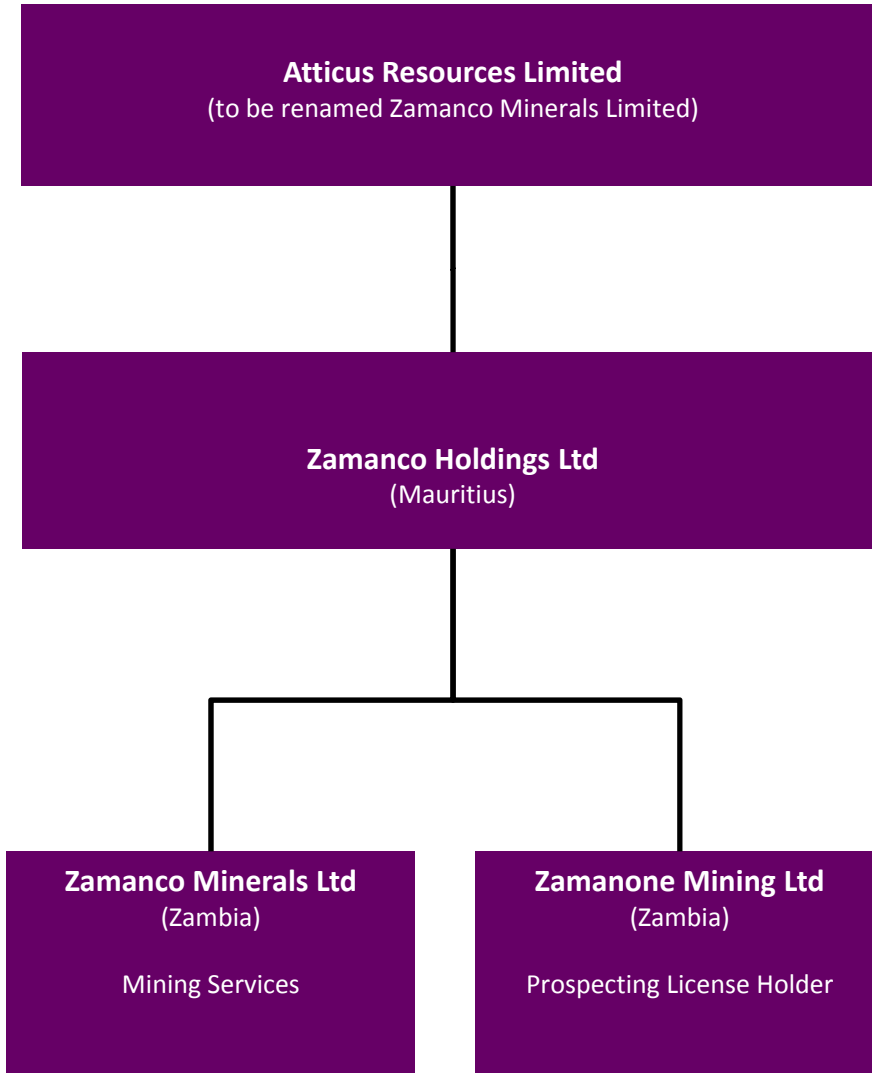 Atticus Resources Limited
(to be renamed Zamanco Minerals Limited)
Zamanco Holdings Ltd
(Mauritius)
Zamanco Minerals Ltd
(Zambia)
Mining Services
Zamanone Mining Ltd
(Zambia)
Prospecting License Holder